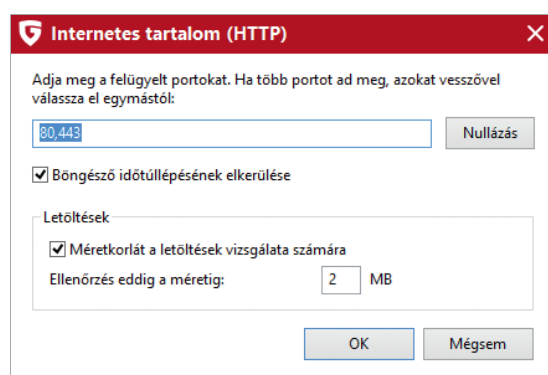 Internetes tartalom (HTTP)
Adja meg a felügyelt portokat. Ha több portot ad meg, azokat vesszővel
válassza el egymástól:
80,443
Nullázás
Böngésző időtúllépésének elkerülése
Letöltések
Méretkorlát a letöltések vizsgálata számára
Ellenőrzés eddig a méretig: 2 MB
OK Mégsem